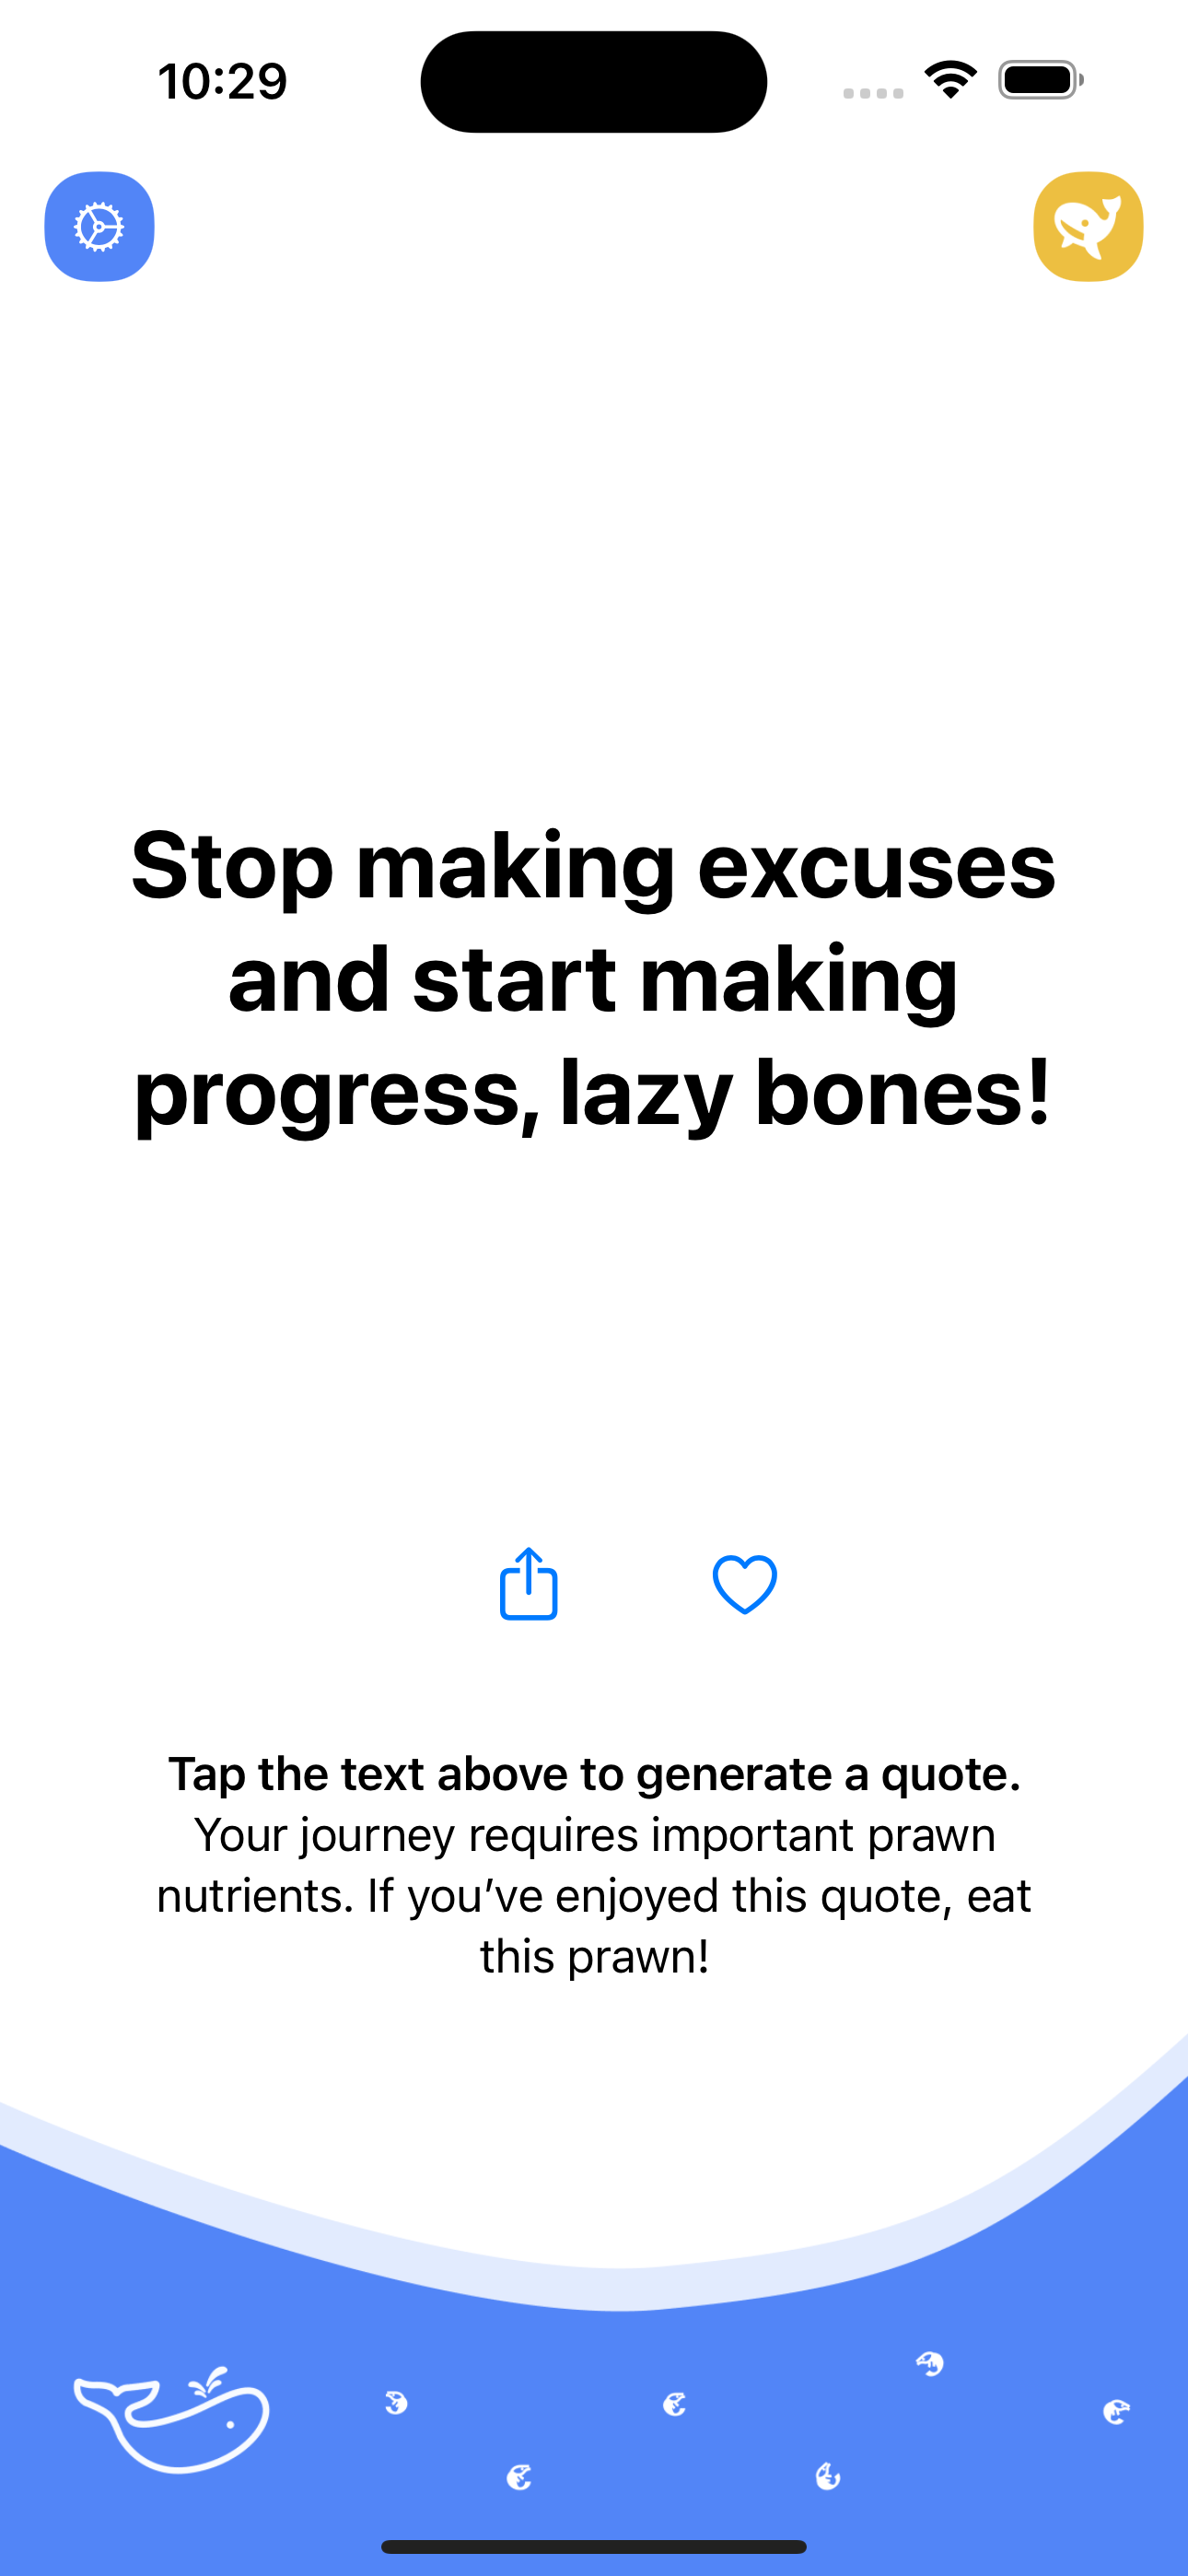 10:29
Stop making excuses
and start making
progress, lazy bones!
Tap the text above to generate a quote.
Your journey requires important prawn
nutrients. If you’ve enjoyed this quote, eat
this prawn!